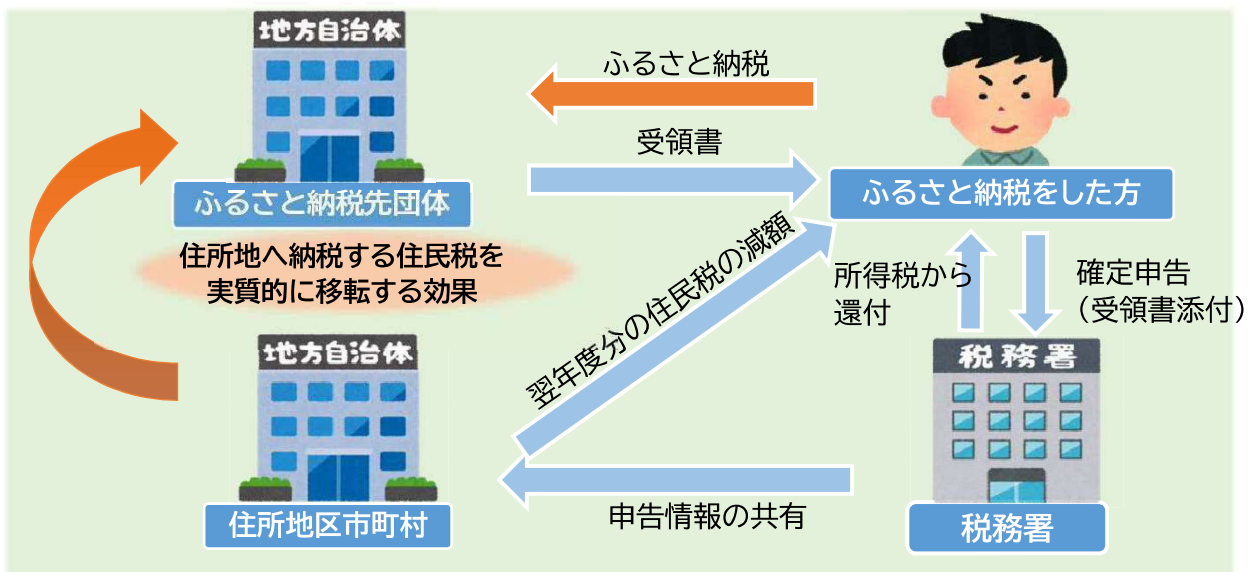 地方自治体
ふるさと納税
受領書
ふるさと納税先団体
ふるさと納税をした方
住所地へ納税する住民税を
実質的に移転する効果
翌年度分の住民税の減額
所得税から
還付
確定申告
（受領書添付）
地方自治体
税務署
住所地区市町村
申告情報の共有
税務署